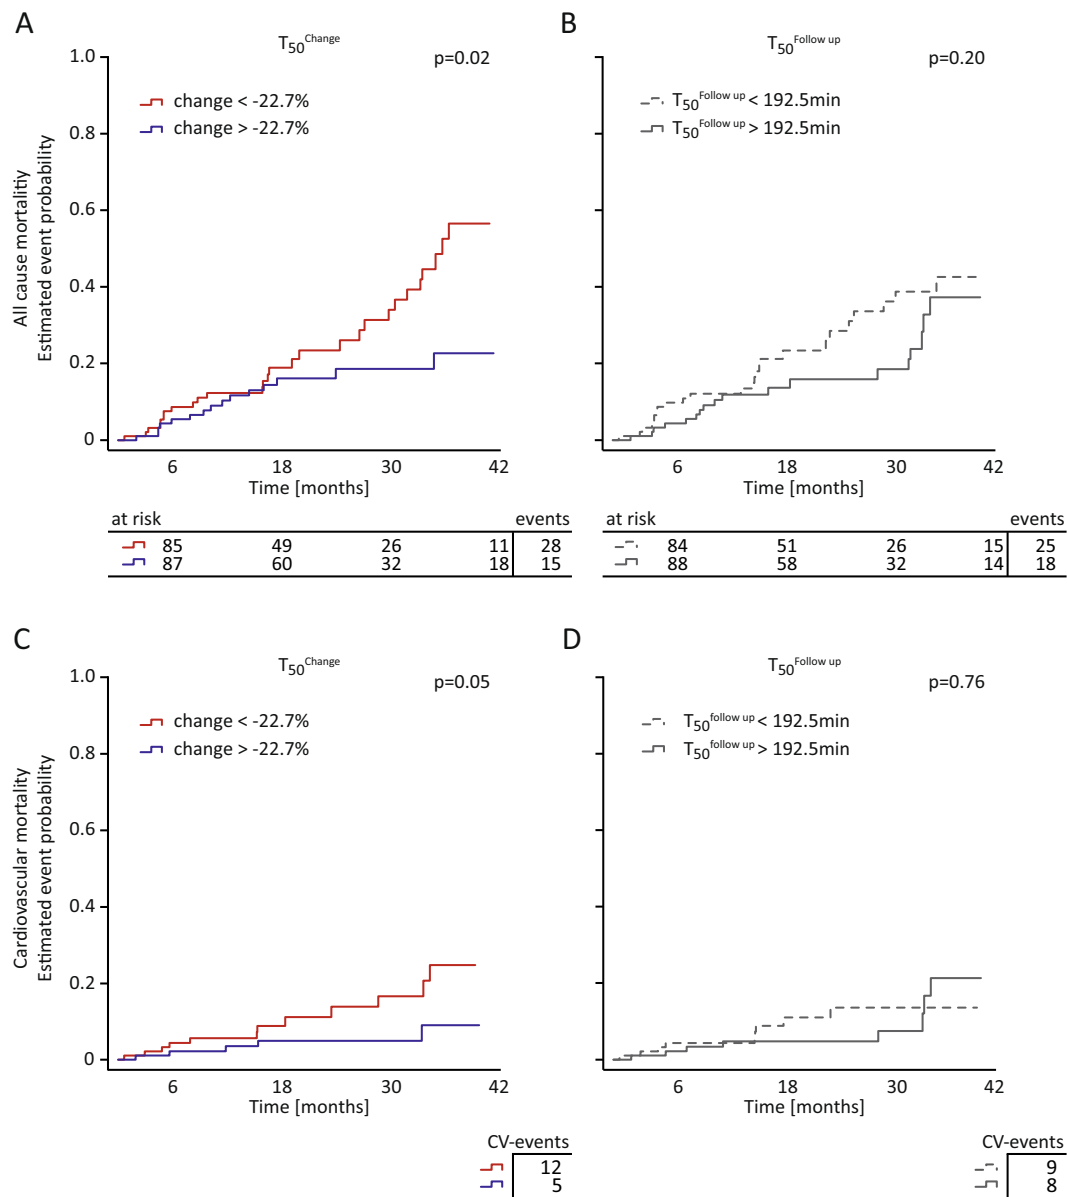 A
T50Change
p=0.02
change < -22.7%
change > -22.7%
1.0
0.8
0.6
0.4
0.2
0
All cause mortalitiy
Estimated event probability
6 18 30 42
Time [months]
at risk events
85 49 26 11 28
87 60 32 18 15
B
T50Follow up
p=0.20
T50Follow up < 192.5min
T50Follow up > 192.5min
6 18 30 42
Time [months]
at risk events
84 51 26 15 25
88 58 32 14 18
C
T50Change
p=0.05
change < -22.7%
change > -22.7%
1.0
0.8
0.6
0.4
0.2
0
Cardiovascular mortality
Estimated event probability
6 18 30 42
Time [months]
CV-events
12
5
D
T50Follow up
p=0.76
T50follow up < 192.5min
T50follow up > 192.5min
6 18 30 42
Time [months]
CV-events
9
8